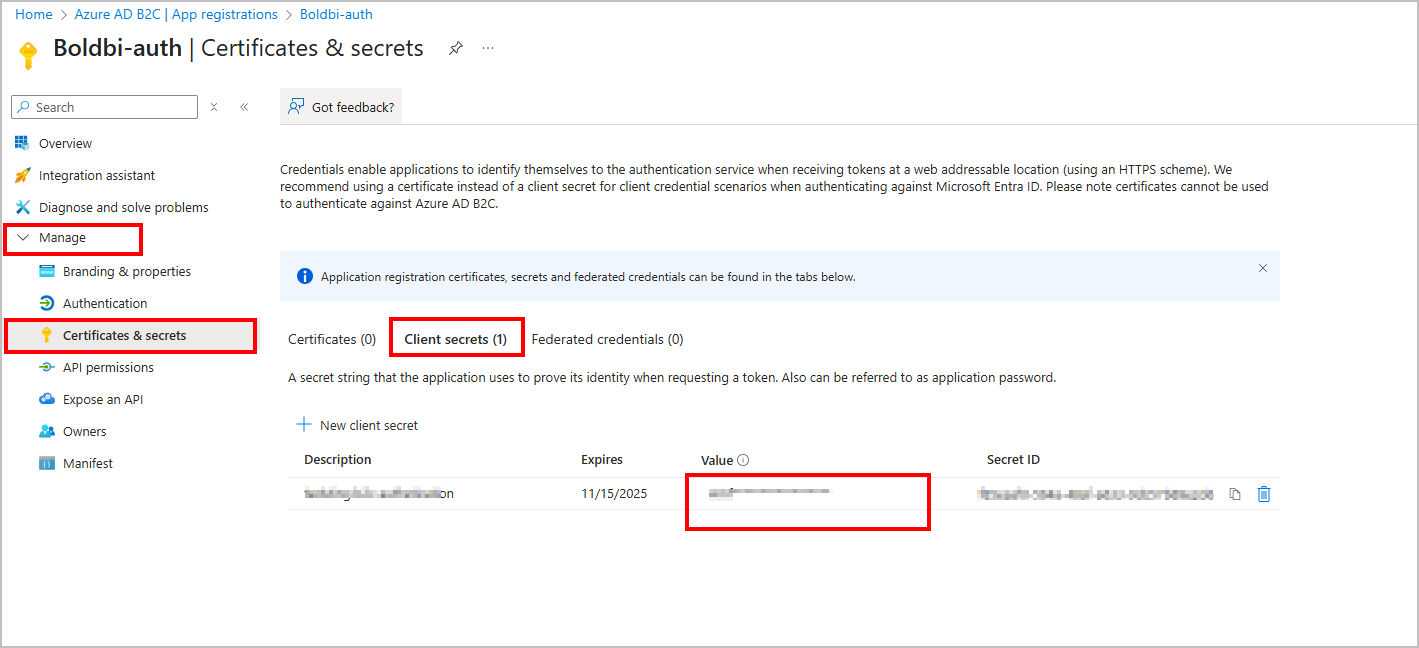 Home > Azure AD B2C | App registrations > Boldbi-auth
Boldbi-auth | Certificates & secrets
Search
Got feedback?
Overview
Integration assistant
Diagnose and solve problems
Manage
Branding & properties
Authentication
Certificates & secrets
API permissions
Expose an API
Owners
Manifest
Credentials enable applications to identify themselves to the authentication service when receiving tokens at a web addressable location (using an HTTPS scheme). We
recommend using a certificate instead of a client secret for client credential scenarios when authenticating against Microsoft Entra ID. Please note certificates cannot be used
to authenticate against Azure AD B2C.
Application registration certificates, secrets and federated credentials can be found in the tabs below.
Certificates (0) Client secrets (1) Federated credentials (0)
A secret string that the application uses to prove its identity when requesting a token. Also can be referred to as application password.
New client secret
Description Expires Value Secret ID
11/15/2025